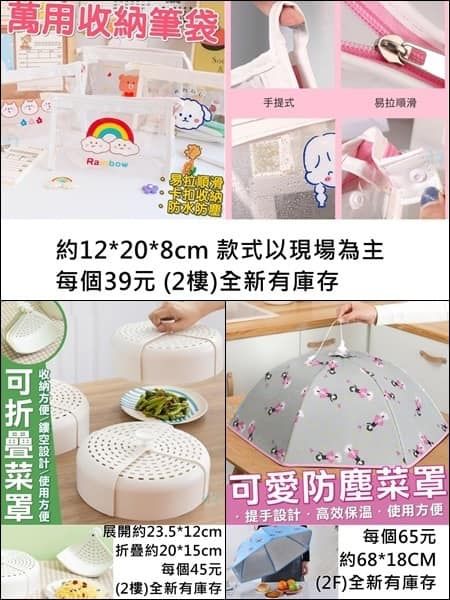 萬用收納筆袋
Rainbow
·易拉順滑
·卡扣收納
·防水防塵
手提式
易拉順滑
約12*20*8cm 款式以現場為主
每個39元 (2樓)全新有庫存
可折疊菜罩
收納方便/鏤空設計/使用方便
展開約23.5*12cm
折疊約20*15cm
每個45元
(2樓)全新有庫存
可愛防塵菜罩
·提手設計·高效保温·使用方便
每個65元
約68*18CM
(2F)全新有庫存